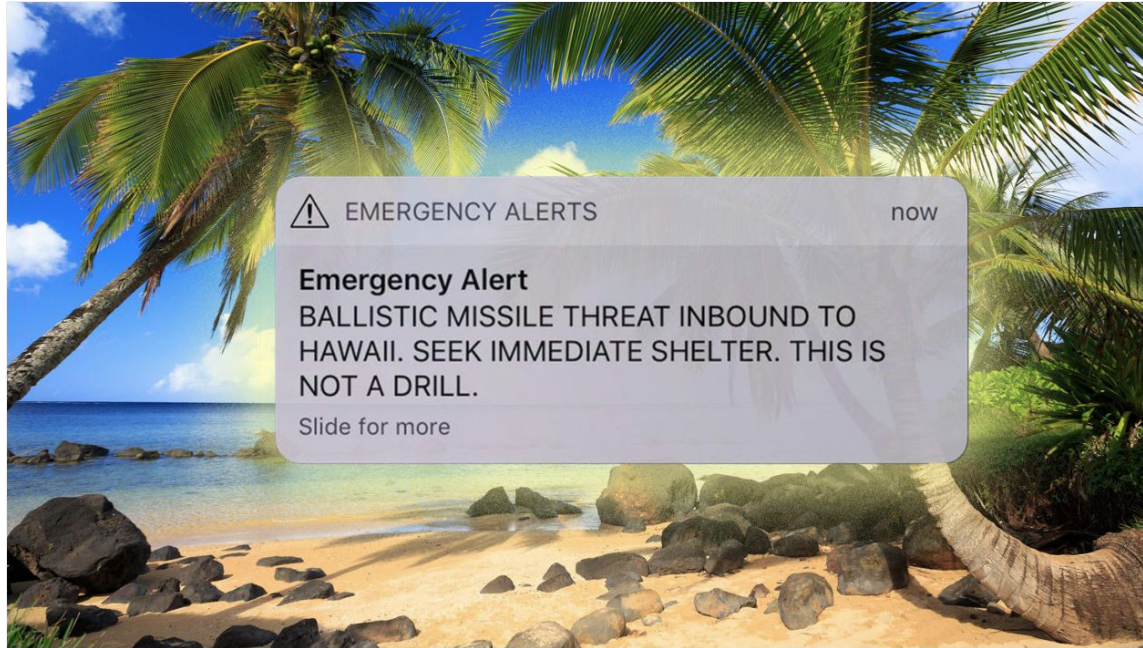 EMERGENCY ALERTS now
Emergency Alert
BALLISTIC MISSILE THREAT INBOUND TO
HAWAII. SEEK IMMEDIATE SHELTER. THIS IS
NOT A DRILL.
Slide for more